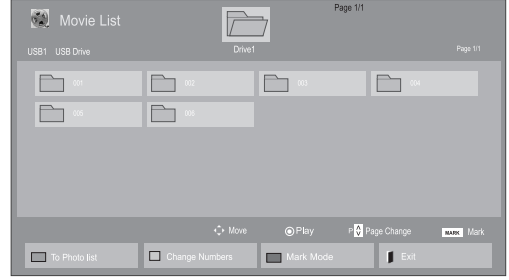 Page 1/1
Movie List
Drive1
USB1 USB Drive
Page 1/1
001 002 003 004
005 006
Move Play P Page Change MARK Mark
To Photo list Change Numbers Mark Mode Exit